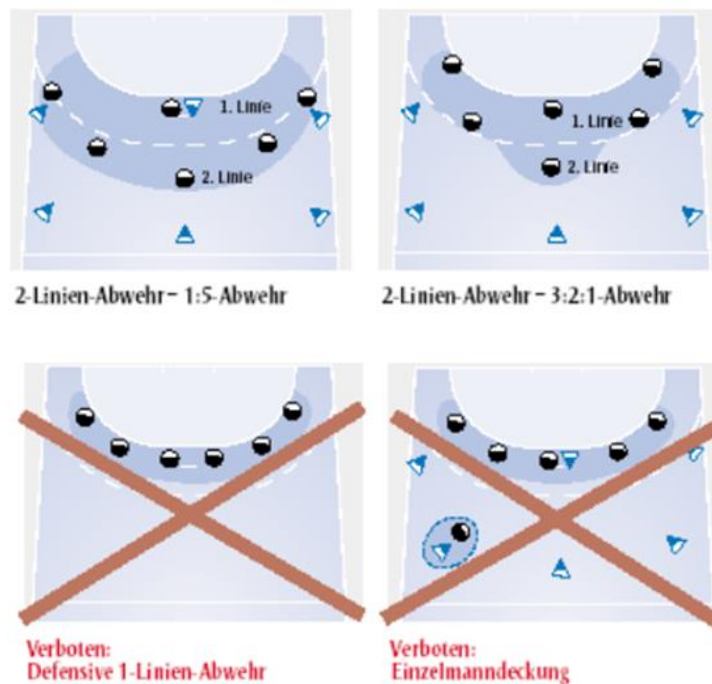 1. Linie
2. Linie
1. Linie
2. Linie
2-Linien-Abwehr – 1:5-Abwehr
2-Linien-Abwehr – 3:2:1-Abwehr
Verboten:
Defensive 1-Linien-Abwehr
Verboten:
Einzelmanndeckung